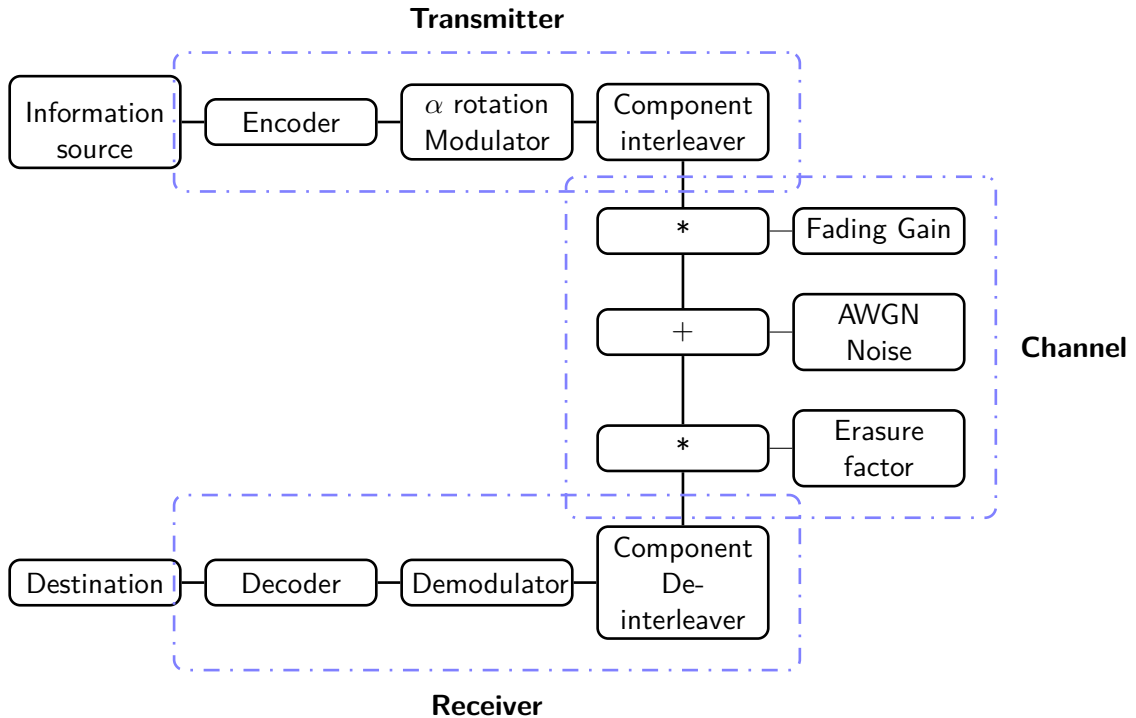 Transmitter
Information
source
Encoder
α rotation
Modulator
Component
interleaver
*
Fading Gain
+
AWGN
Noise
Channel
*
Erasure
factor
Component
De-
interleaver
Demodulator
Decoder
Destination
Receiver